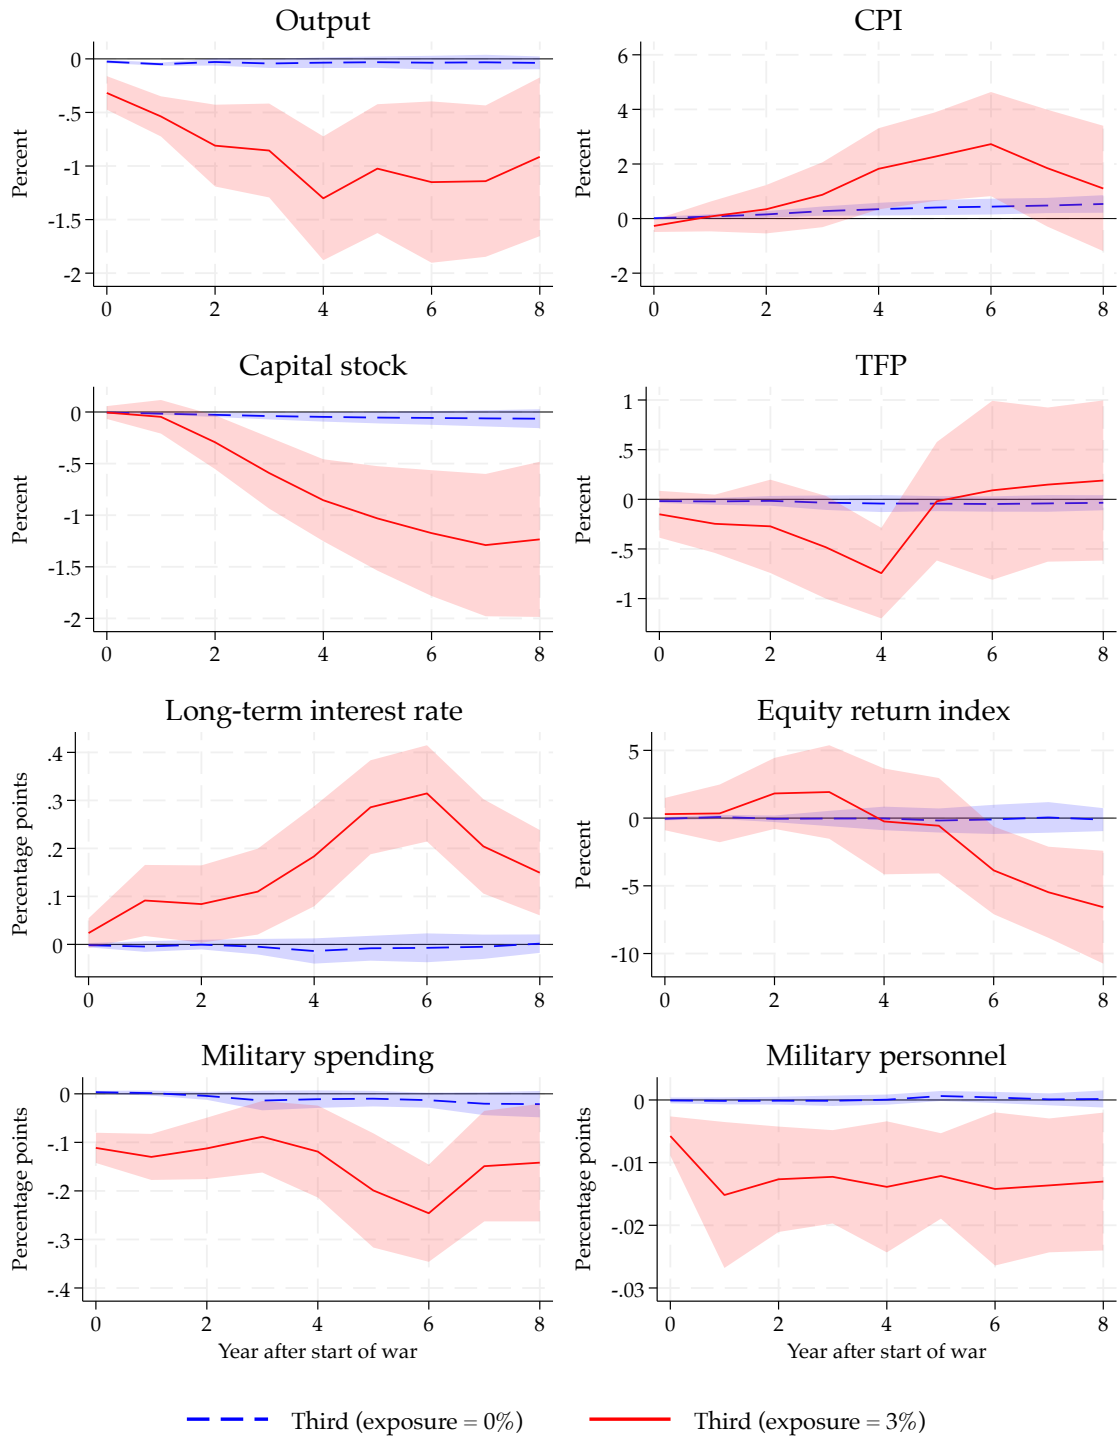 Output
CPI
Percent
0
-.5
-1
-1.5
-2
0 2 4 6 8
Percent
6
4
2
0
-2
0 2 4 6 8
Capital stock
TFP
Percent
0
-.5
-1
-1.5
-2
0 2 4 6 8
1
.5
0
-.5
-1
0 2 4 6 8
Long-term interest rate
Equity return index
Percentage points
.4
.3
.2
.1
0
0 2 4 6 8
Percent
5
0
-5
-10
0 2 4 6 8
Military spending
Military personnel
Percentage points
0
-.1
-.2
-.3
-.4
0 2 4 6 8
Year after start of war
Percentage points
0
-.01
-.02
-.03
0 2 4 6 8
Year after start of war
Third (exposure = 0%)
Third (exposure = 3%)